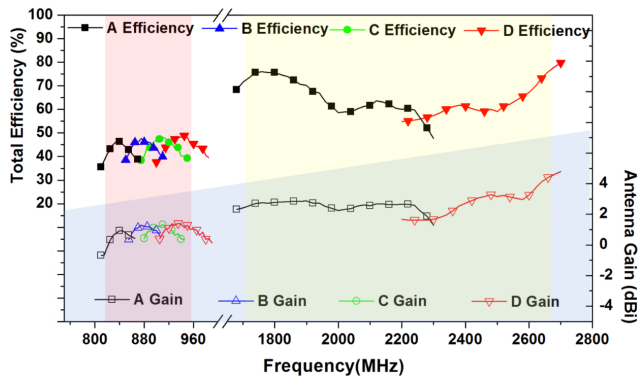 A Efficiency B Efficiency C Efficiency D Efficiency
Total Efficiency (%)
100
90
80
70
60
50
40
30
20
Antenna Gain (dBi)
4
2
0
-2
-4
A Gain B Gain C Gain D Gain
800 880 960 1800 2000 2200 2400 2600 2800
Frequency(MHz)